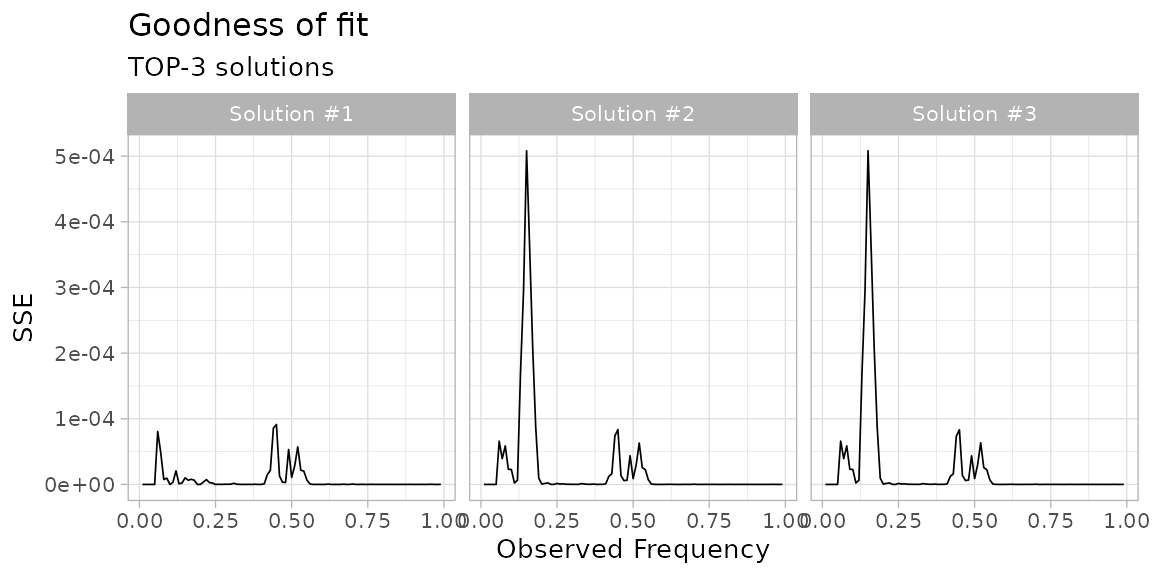 Goodness of fit
TOP-3 solutions
Solution #1 Solution #2 Solution #3
5e-04
4e-04
3e-04
2e-04
1e-04
0e+00
SSE
0.00 0.25 0.50 0.75 1.00 0.00 0.25 0.50 0.75 1.00 0.00 0.25 0.50 0.75 1.00
Observed Frequency